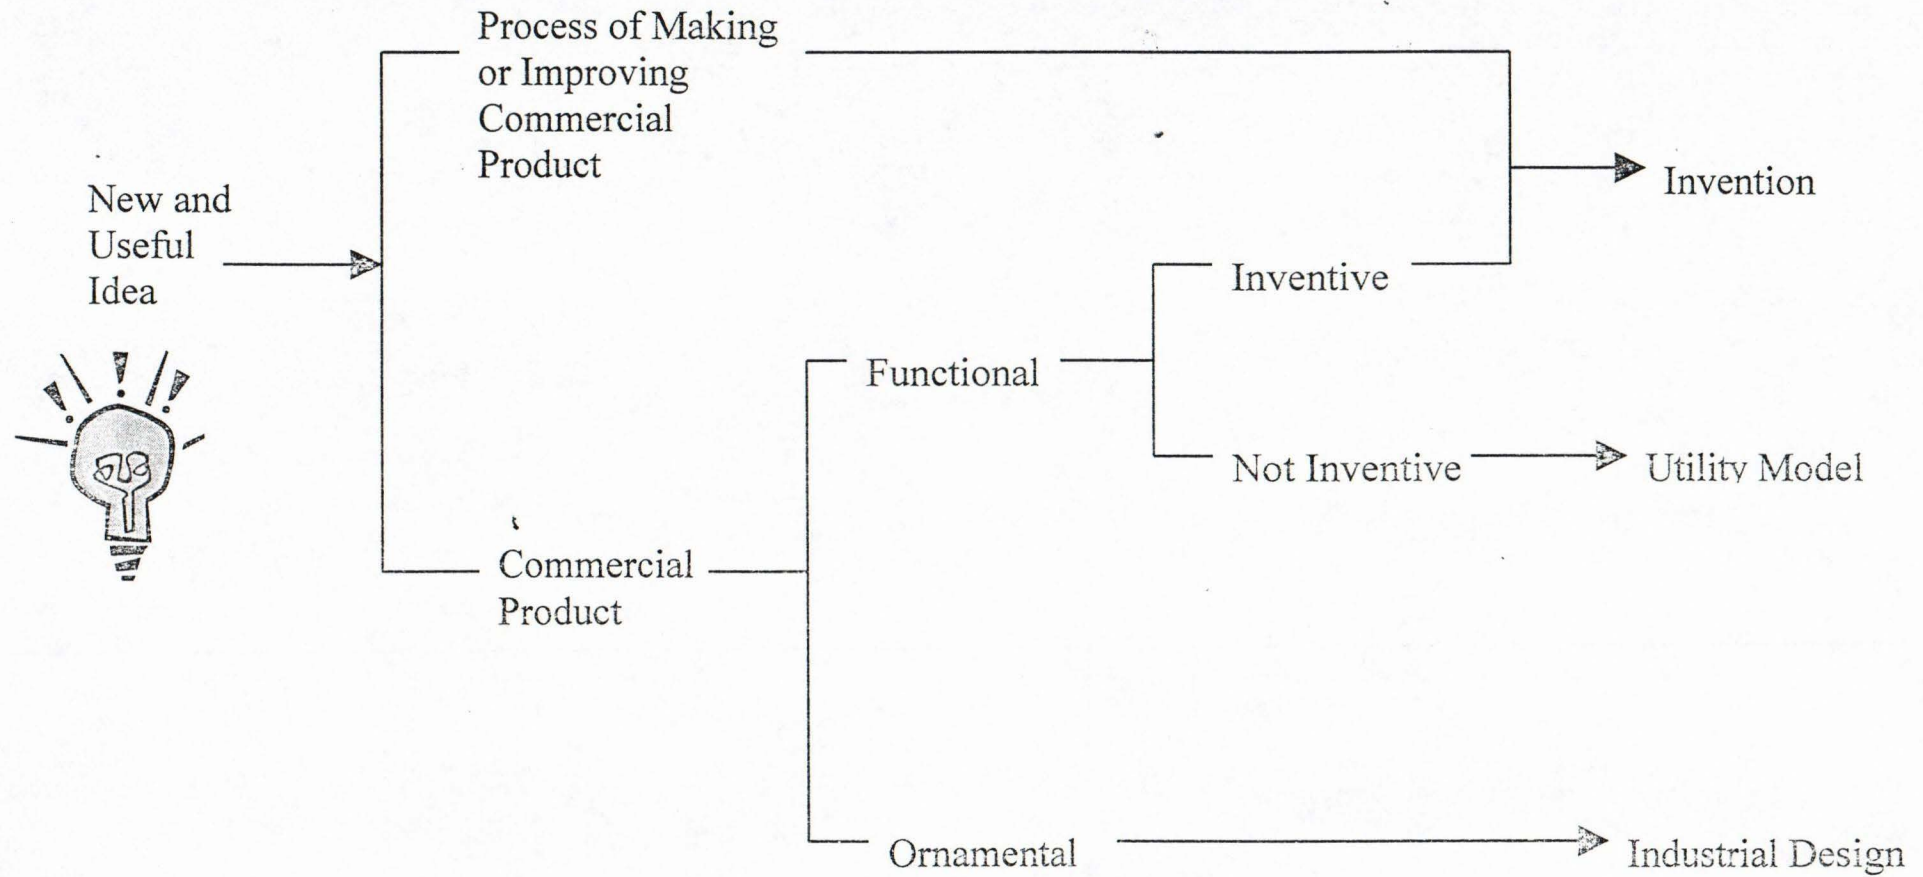 Process of Making
or Improving
Commercial
Product
New and
Useful
Idea
Invention
Inventive
Functional
Not Inventive
Utility Model
Commercial
Product
Ornamental
Industrial Design